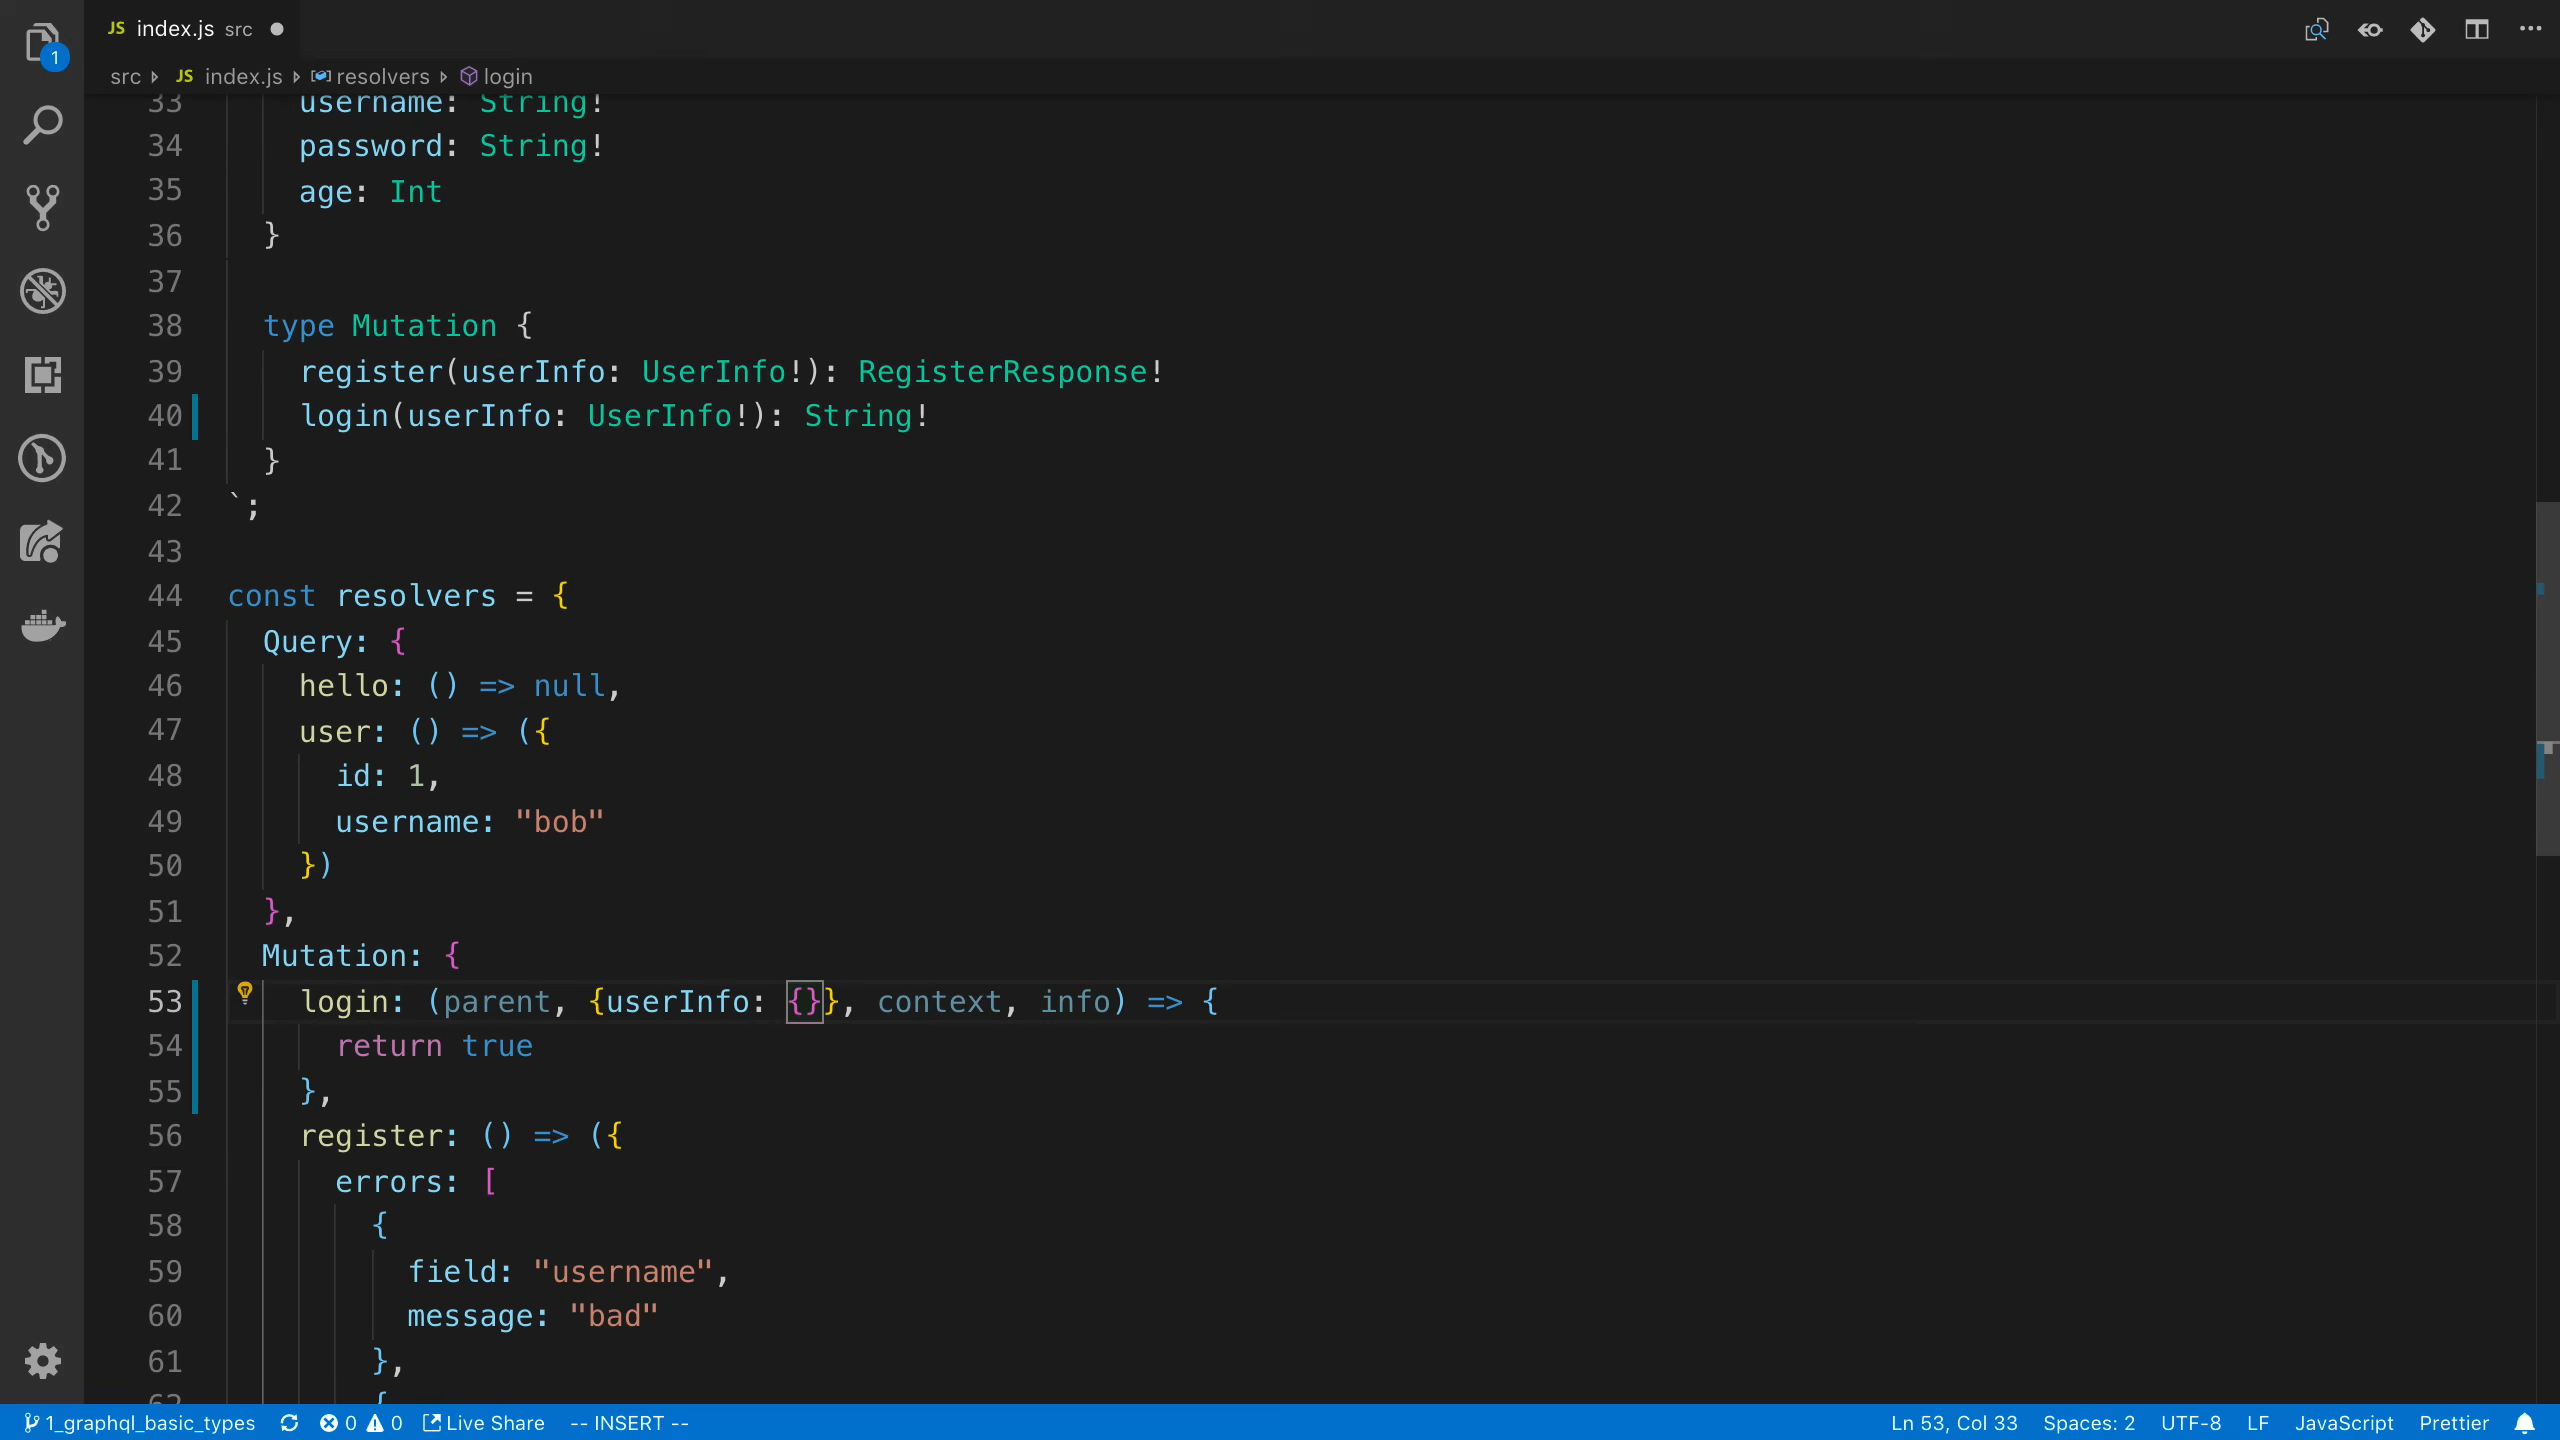 JS index.js src
1
src JS index.js resolvers login
33 username: String!
34 password: String!
35 age: Int
36 }
37
38 type Mutation {
39 register(userInfo: UserInfo!): RegisterResponse!
40 login(userInfo: UserInfo!): String!
41 }
42 `;
43
44 const resolvers = {
45 Query: {
46 hello: () => null,
47 user: () => ({
48 id: 1,
49 username: "bob"
50 })
51 },
52 Mutation: {
53 login: (parent, {userInfo: {}}, context, info) => {
54 return true
55 },
56 register: () => ({
57 errors: [
58 {
59 field: "username",
60 message: "bad"
61 },
62 {
1_graphql_basic_types 0 0 Live Share -- INSERT -- Ln 53, Col 33 Spaces: 2 UTF-8 LF JavaScript Prettier